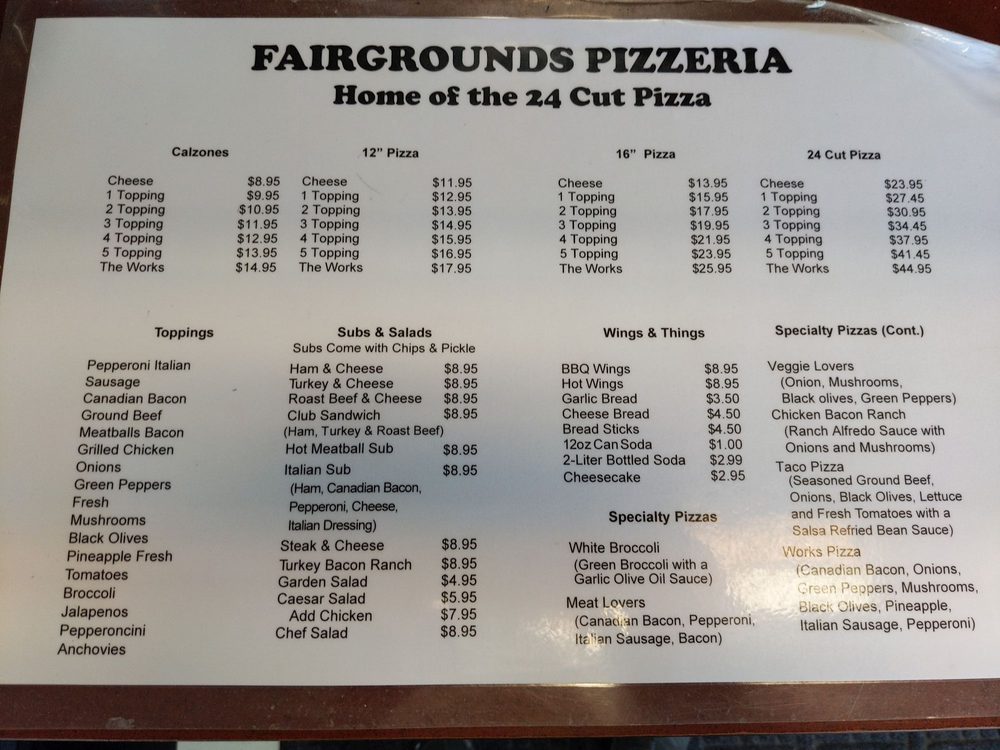 FAIRGROUNDS PIZZERIA
Home of the 24 Cut Pizza
Calzones
Cheese $8.95
1 Topping $9.95
2 Topping $10.95
3 Topping $11.95
4 Topping $12.95
5 Topping $13.95
The Works $14.95
12” Pizza
Cheese $11.95
1 Topping $12.95
2 Topping $13.95
3 Topping $14.95
4 Topping $15.95
5 Topping $16.95
The Works $17.95
16” Pizza
Cheese $13.95
1 Topping $15.95
2 Topping $17.95
3 Topping $19.95
4 Topping $21.95
5 Topping $23.95
The Works $25.95
24 Cut Pizza
Cheese $23.95
1 Topping $27.45
2 Topping $30.95
3 Topping $34.45
4 Topping $37.95
5 Topping $41.45
The Works $44.95
Toppings
Pepperoni Italian
Sausage
Canadian Bacon
Ground Beef
Meatballs Bacon
Grilled Chicken
Onions
Green Peppers
Fresh
Mushrooms
Black Olives
Pineapple Fresh
Tomatoes
Broccoli
Jalapenos
Pepperoncini
Anchovies
Subs & Salads
Subs Come with Chips & Pickle
Ham & Cheese $8.95
Turkey & Cheese $8.95
Roast Beef & Cheese $8.95
Club Sandwich $8.95
(Ham, Turkey & Roast Beef)
Hot Meatball Sub $8.95
Italian Sub $8.95
(Ham, Canadian Bacon,
Pepperoni, Cheese,
Italian Dressing)
Steak & Cheese $8.95
Turkey Bacon Ranch $8.95
Garden Salad $4.95
Caesar Salad $5.95
Add Chicken $7.95
Chef Salad $8.95
Wings & Things
BBQ Wings $8.95
Hot Wings $8.95
Garlic Bread $3.50
Cheese Bread $4.50
Bread Sticks $4.50
12oz Can Soda $1.00
2-Liter Bottled Soda $2.99
Cheesecake $2.95
Specialty Pizzas
White Broccoli
(Green Broccoli with a
Garlic Olive Oil Sauce)
Meat Lovers
(Canadian Bacon, Pepperoni,
Italian Sausage, Bacon)
Specialty Pizzas (Cont.)
Veggie Lovers
(Onion, Mushrooms,
Black olives, Green Peppers)
Chicken Bacon Ranch
(Ranch Alfredo Sauce with
Onions and Mushrooms)
Taco Pizza
(Seasoned Ground Beef,
Onions, Black Olives, Lettuce
and Fresh Tomatoes with a
Salsa Refried Bean Sauce)
Works Pizza
(Canadian Bacon, Onions,
Green Peppers, Mushrooms,
Black Olives, Pineapple,
Italian Sausage, Pepperoni)